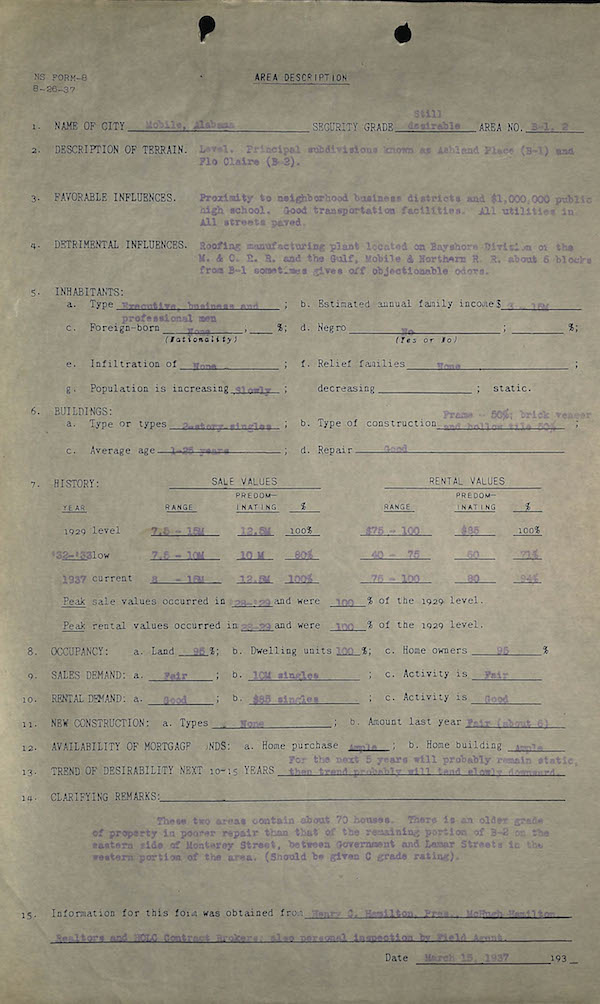 NS FORM-8
8-26-37
AREA DESCRIPTION
Still
1. NAME OF CITY Mobile, Alabama SECURITY GRADE desirable AREA NO. B-1, 2
2. DESCRIPTION OF TERRAIN. Level. Principal subdivisions known as Ashland Place (B-1) and
Flo Claire (B-2).
3. FAVORABLE INFLUENCES. Proximity to neighborhood business districts and $1,000,000 public
high school. Good transportation facilities. All utilities in.
All streets paved.
4. DETRIMENTAL INFLUENCES. Roofing manufacturing plant located on Bayshore Division of the
M. & O. R. R. and the Gulf, Mobile & Northern R. R. about 6 blocks
from B-1 sometimes gives off objectionable odors.
5. INHABITANTS:
a. Type Executive, business and ; b. Estimated annual family income $ 3 - 15M
professional men
c. Foreign-born None , %; d. Negro No ; %;
(Nationality) (Yes or No)
e. Infiltration of None ; f. Relief families None ;
g. Population is increasing Slowly ; decreasing ; static.
6. BUILDINGS: Frame - 50%; brick veneer
a. Type or types 2-story singles ; b. Type of construction and hollow tile 50% ;
c. Average age 1-25 years ; d. Repair Good
7. HISTORY: SALE VALUES RENTAL VALUES
PREDOM- PREDOM-
YEAR RANGE INATING % RANGE INATING %
1929 level 7.5 - 15M 12.5M 100% $75 - 100 $85 100%
'32-'33 low 7.5 - 10M 10 M 80% 40 - 75 60 71%
1937 current 8 - 15M 12.5M 100% 75 - 100 80 94%
Peak sale values occurred in '28-'29 and were 100 % of the 1929 level.
Peak rental values occurred in 28-29 and were 100 % of the 1929 level.
8. OCCUPANCY: a. Land 95 %; b. Dwelling units 100 %; c. Home owners 95 %
9. SALES DEMAND: a. Fair ; b. 10M singles ; c. Activity is Fair
10. RENTAL DEMAND: a. Good ; b. $85 singles ; c. Activity is Good
11. NEW CONSTRUCTION: a. Types None ; b. Amount last year Fair (about 6)
12. AVAILABILITY OF MORTGAGE NDS: a. Home purchase Ample ; b. Home building Ample
For the next 5 years will probably remain static,
13. TREND OF DESIRABILITY NEXT 10-15 YEARS then trend probably will tend slowly downward.
14. CLARIFYING REMARKS:
These two areas contain about 70 houses. There is an older grade
of property in poorer repair than that of the remaining portion of B-2 on the
eastern side of Monterey Street, between Government and Lamar Streets in the
western portion of the area. (Should be given C grade rating).
15. Information for this form was obtained from Henry C. Hamilton, Pres., McHugh Hamilton
Realtors and HOLC Contract Brokers; also personal inspection by Field Agent.
Date March 15, 1937 193_